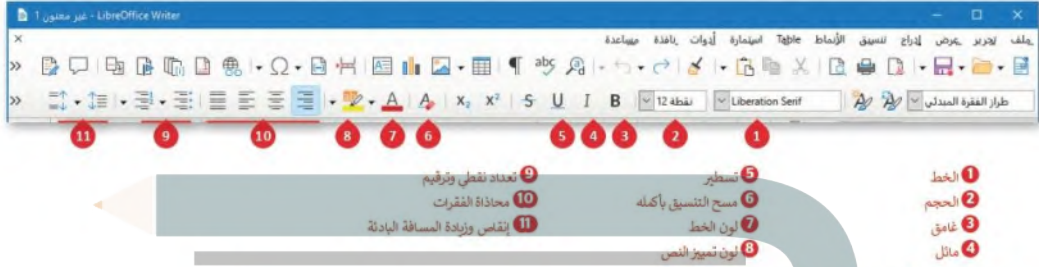 غير معنون 1 - LibreOffice Writer
ملف تحرير عرض إدراج تنسيق الأنماط Table استمارة أدوات نافذة مساعدة
طراز الفقرة المبدئي Liberation Serif 12 نقطة B I U S X² X₂ A A
1 2 3 4 5 6 7 8 10 9 11
1 الخط
2 الحجم
3 غامق
4 مائل
5 تسطير
6 مسح التنسيق بأكمله
7 لون الخط
8 لون تمييز النص
9 تعداد نقطي وترقيم
10 محاذاة الفقرات
11 إنقاص وزيادة المسافة البادئة